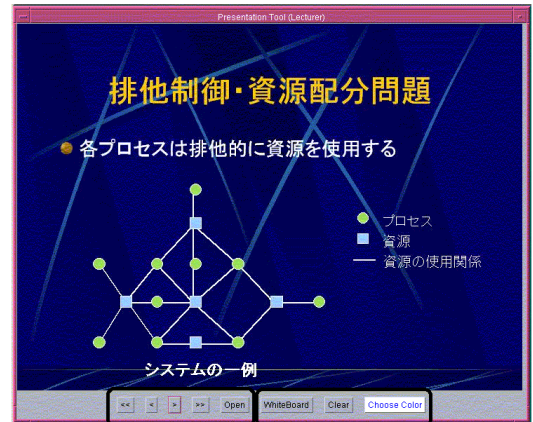 Presentation Tool (Lecturer)
排他制御・資源配分問題
各プロセスは排他的に資源を使用する
プロセス
資源
資源の使用関係
システムの一例
<< < > >> Open WhiteBoard Clear Choose Color